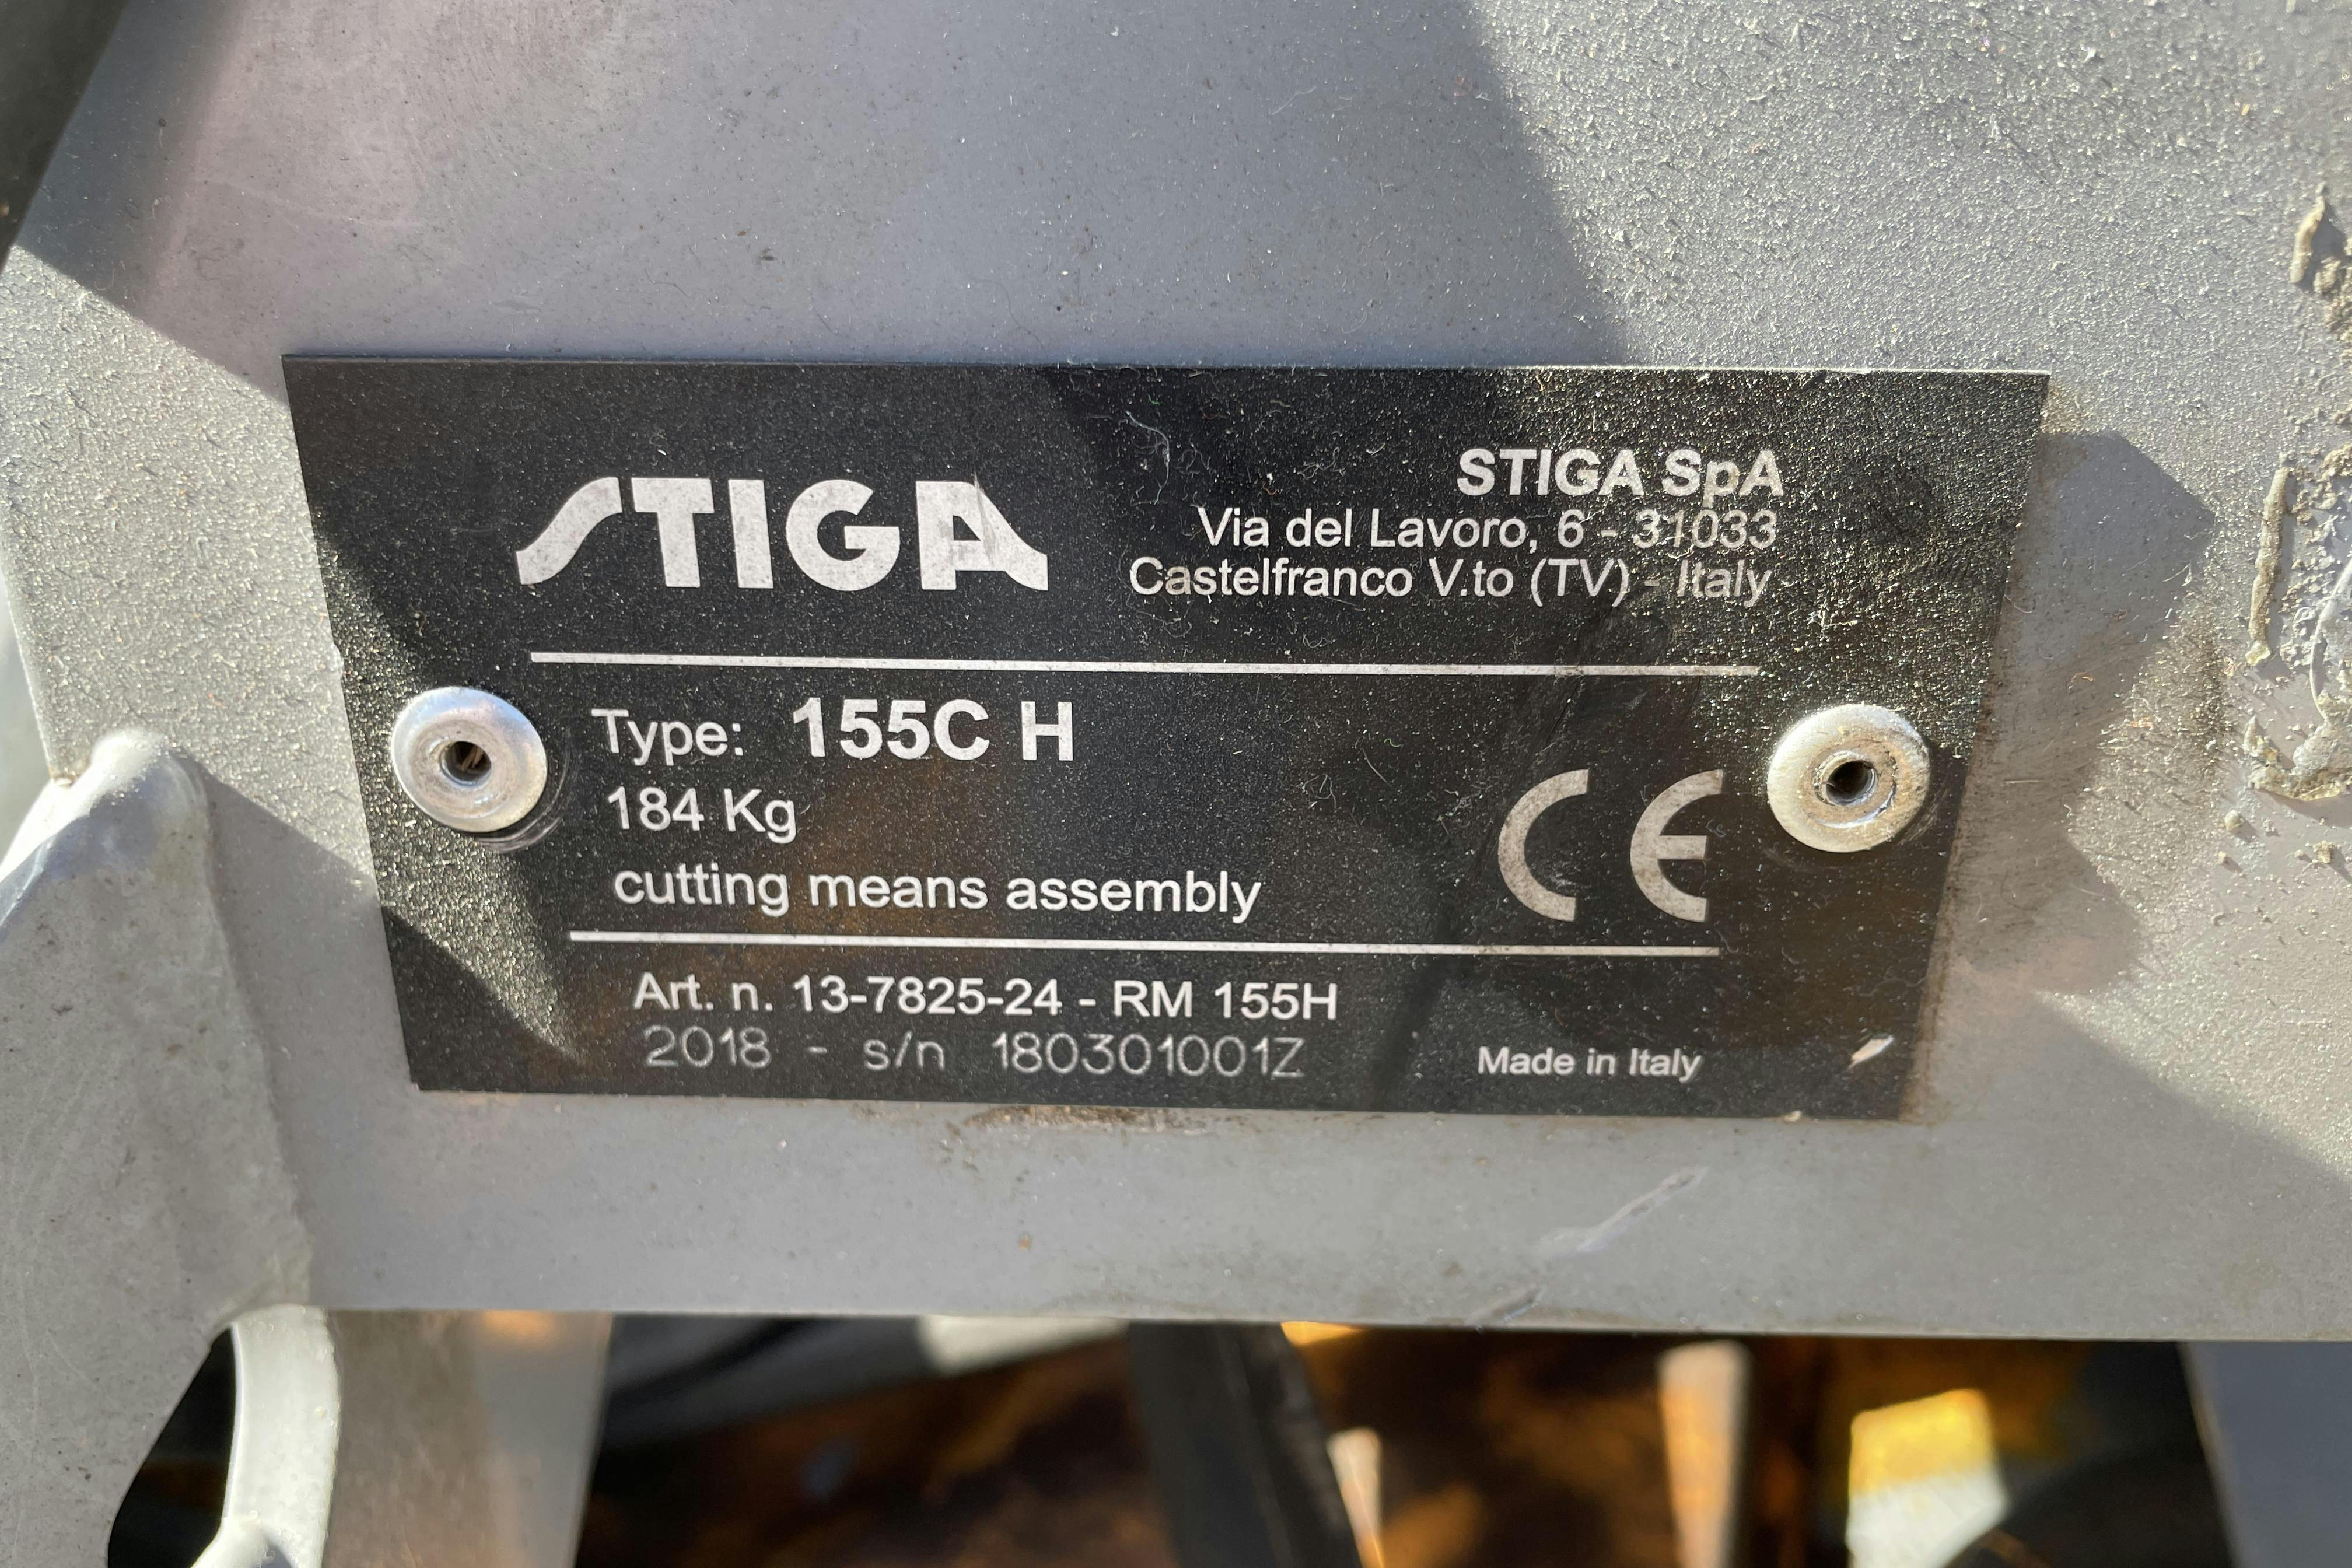 STIGA
STIGA SpA
Via del Lavoro, 6 - 31033
Castelfranco V.to (TV) - Italy
Type: 155C H
184 Kg
cutting means assembly
CE
Art. n. 13-7825-24 - RM 155H
2018 - s/n 180301001Z
Made in Italy